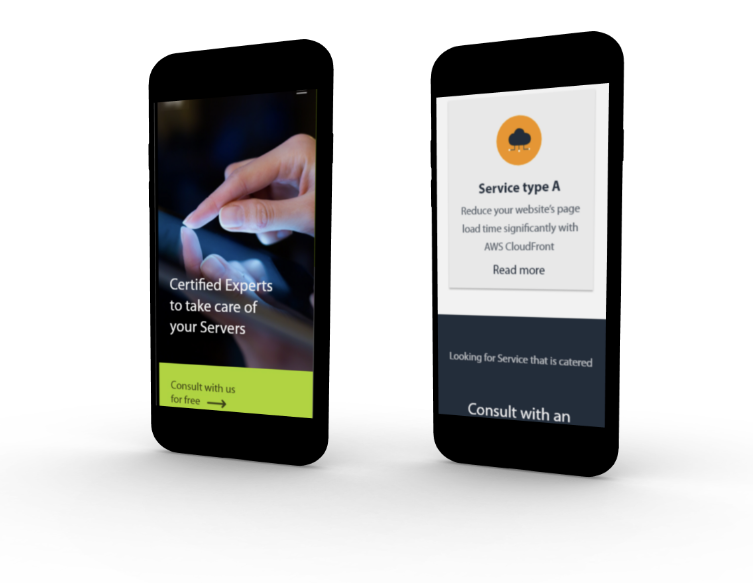 Certified Experts
to take care of
your Servers
Consult with us
for free
Service type A
Reduce your website's page
load time significantly with
AWS CloudFront
Read more
Looking for Service that is catered
Consult with an